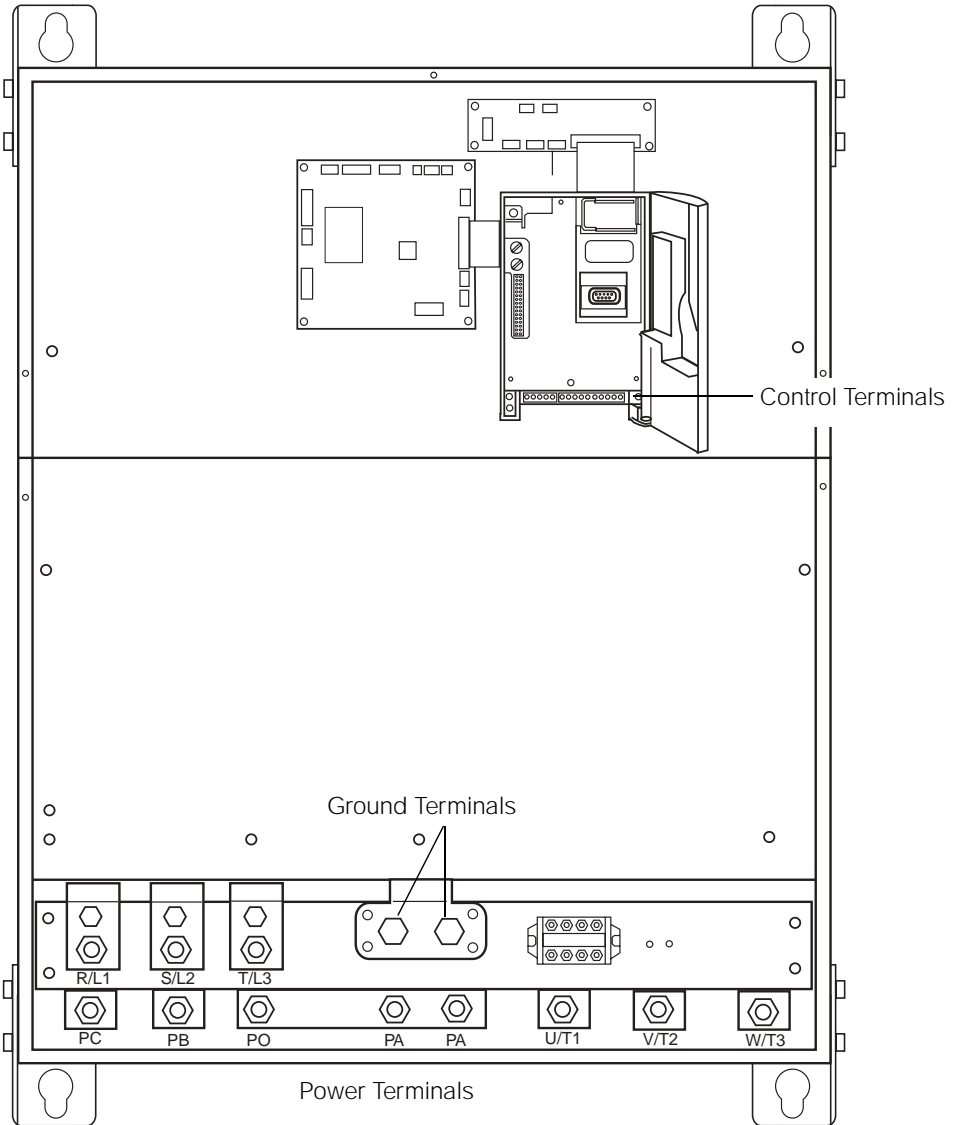 Control Terminals
Ground Terminals
R/L1 S/L2 T/L3
PC PB PO PA PA U/T1 V/T2 W/T3
Power Terminals